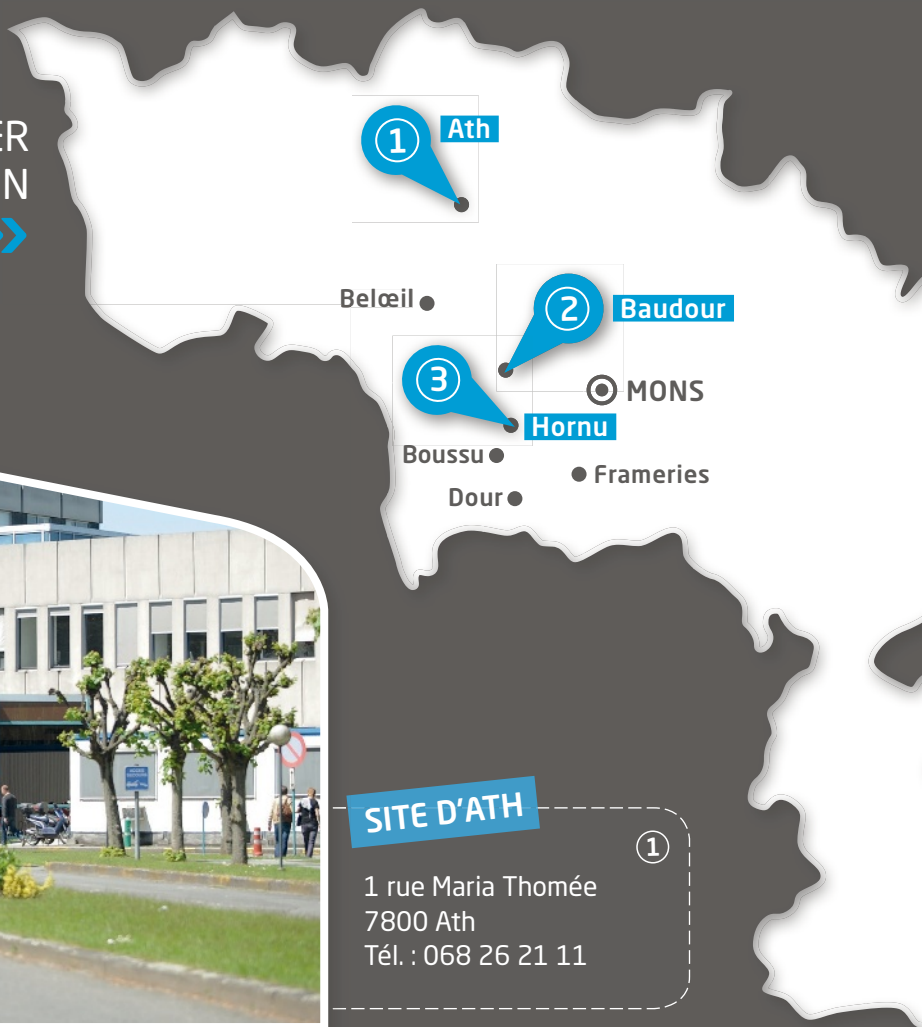 ER
N
1
Ath
Belœil
2
Baudour
3
MONS
Hornu
Boussu
Frameries
Dour
SITE D'ATH
1
1 rue Maria Thomée
7800 Ath
Tél. : 068 26 21 11